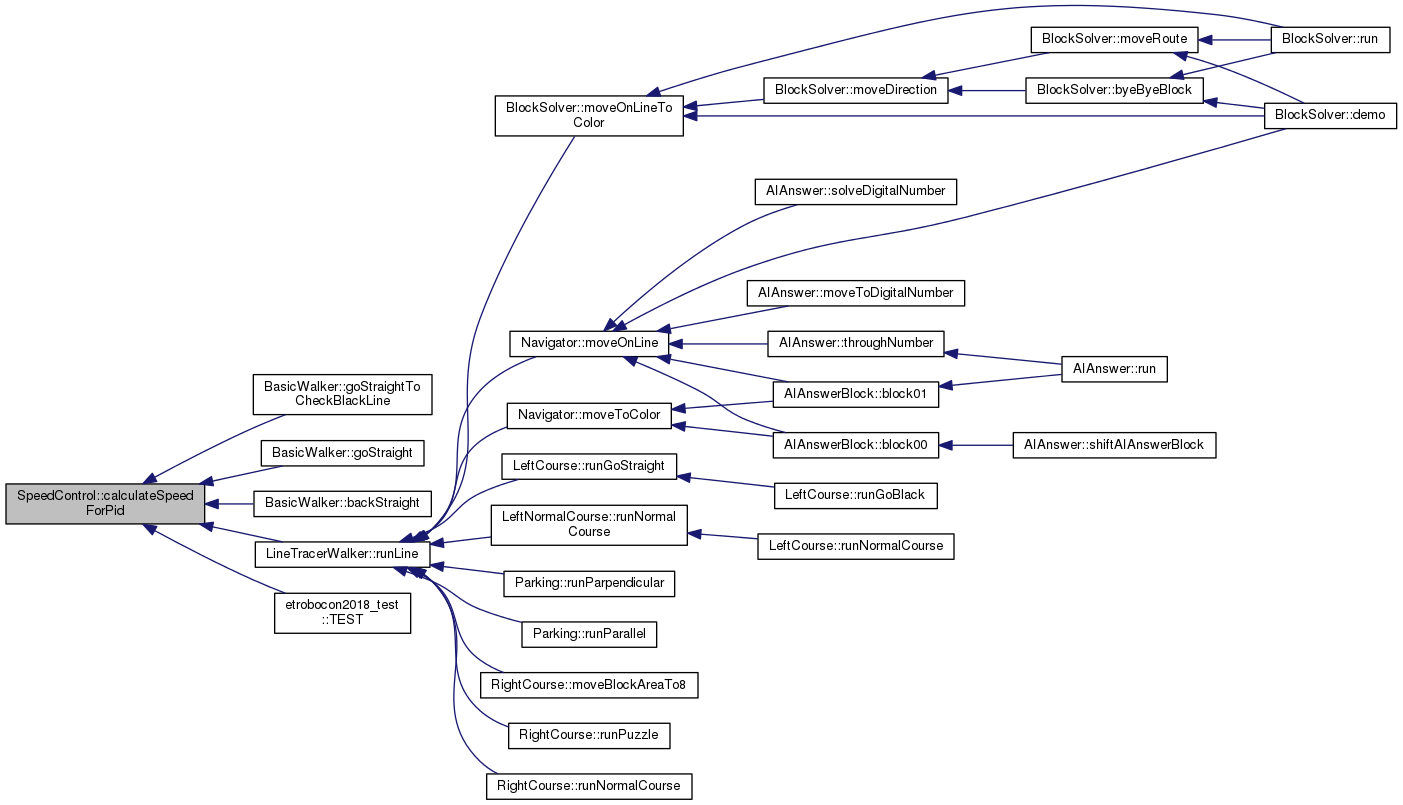 SpeedControl::calculateSpeed
ForPid
BasicWalker::goStraightTo
CheckBlackLine
BasicWalker::goStraight
BasicWalker::backStraight
LineTracerWalker::runLine
etrobocon2018_test
::TEST
BlockSolver::moveOnLineTo
Color
Navigator::moveOnLine
Navigator::moveToColor
LeftCourse::runGoStraight
LeftNormalCourse::runNormal
Course
Parking::runParpendicular
Parking::runParallel
RightCourse::moveBlockAreaTo8
RightCourse::runPuzzle
RightCourse::runNormalCourse
BlockSolver::moveDirection
AIAnswer::solveDigitalNumber
AIAnswer::moveToDigitalNumber
AIAnswer::throughNumber
AIAnswerBlock::block01
AIAnswerBlock::block00
LeftCourse::runGoBlack
LeftCourse::runNormalCourse
BlockSolver::moveRoute
BlockSolver::byeByeBlock
AIAnswer::run
AIAnswer::shiftAIAnswerBlock
BlockSolver::run
BlockSolver::demo